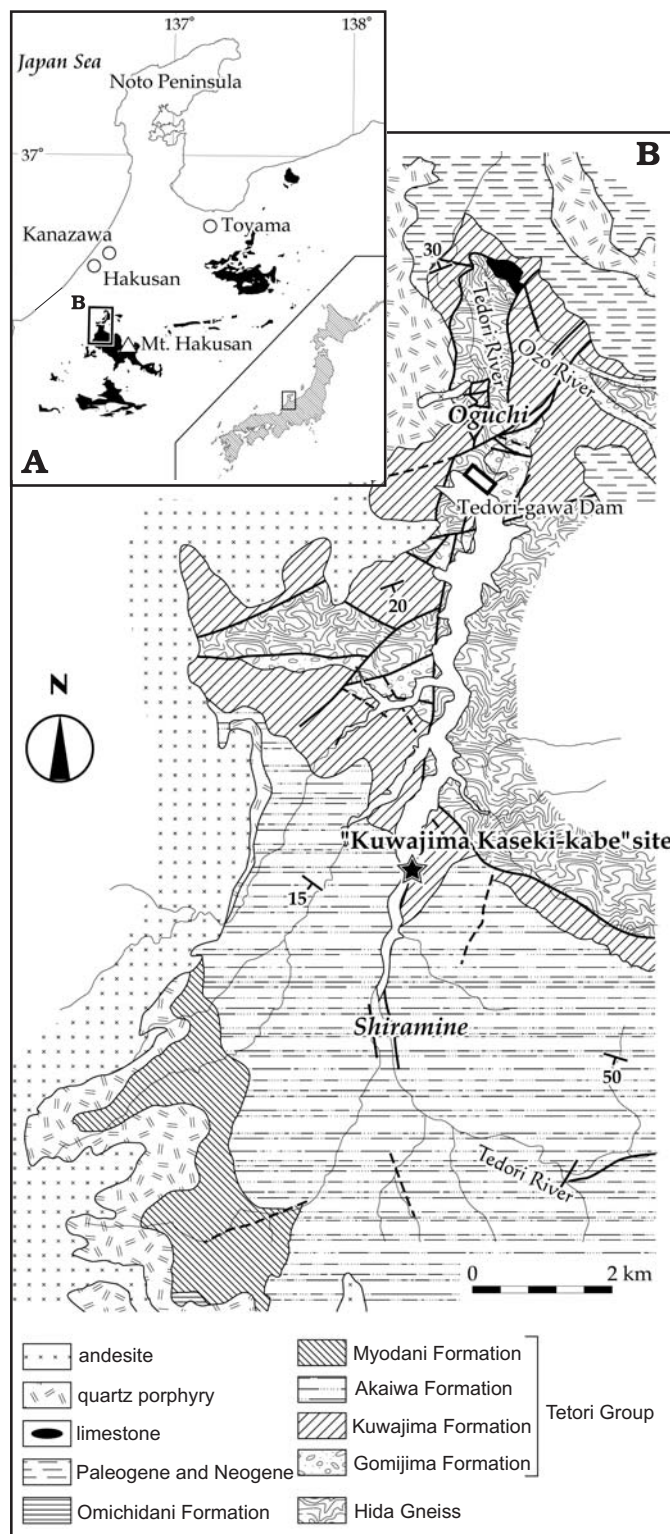 137°
138°
Japan Sea
Noto Peninsula
37°
Toyama
Kanazawa
Hakusan
B
Mt. Hakusan
A
B
30
Tedori River
Ozo River
Oguchi
Tedori-gawa Dam
20
N
"Kuwajima Kaseki-kabe" site
15
Shiramine
50
Tedori River
0 2 km
andesite
quartz porphyry
limestone
Paleogene and Neogene
Omichidani Formation
Myodani Formation
Akaiwa Formation
Kuwajima Formation
Gomijima Formation
Tetori Group
Hida Gneiss